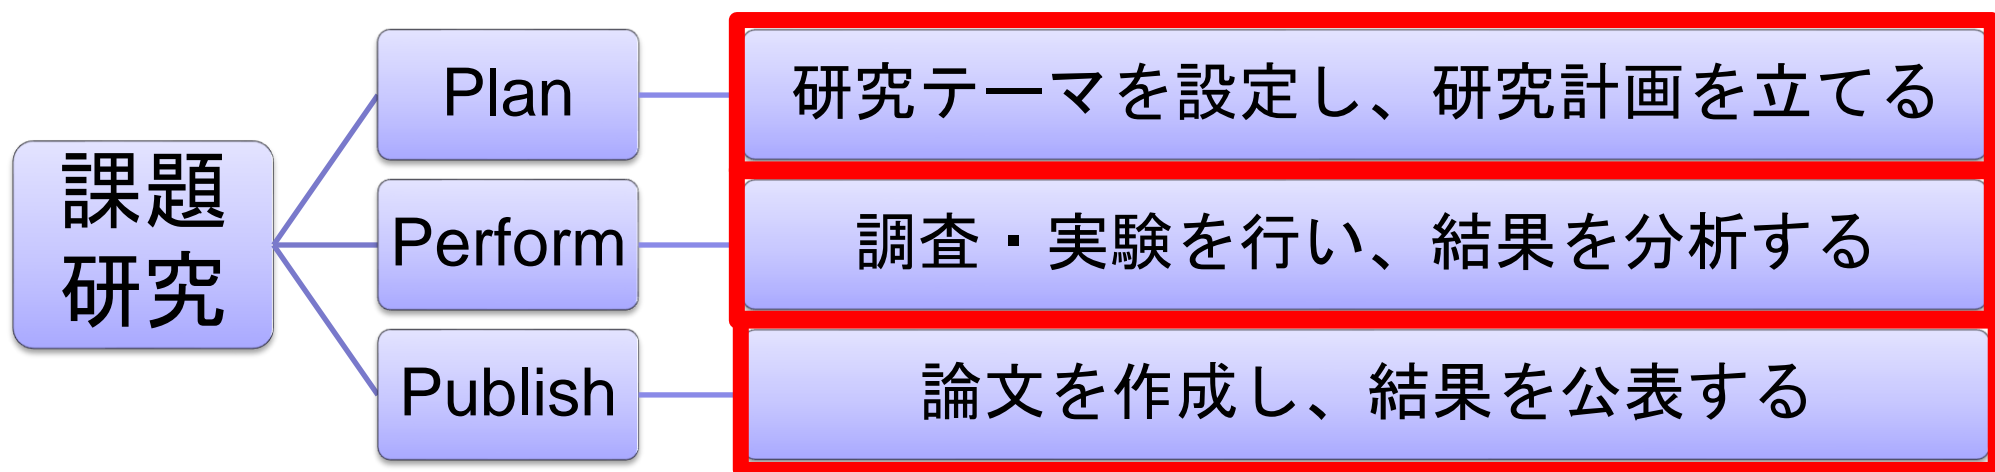 課題
研究
Plan
研究テーマを設定し、研究計画を立てる
Perform
調査・実験を行い、結果を分析する
Publish
論文を作成し、結果を公表する